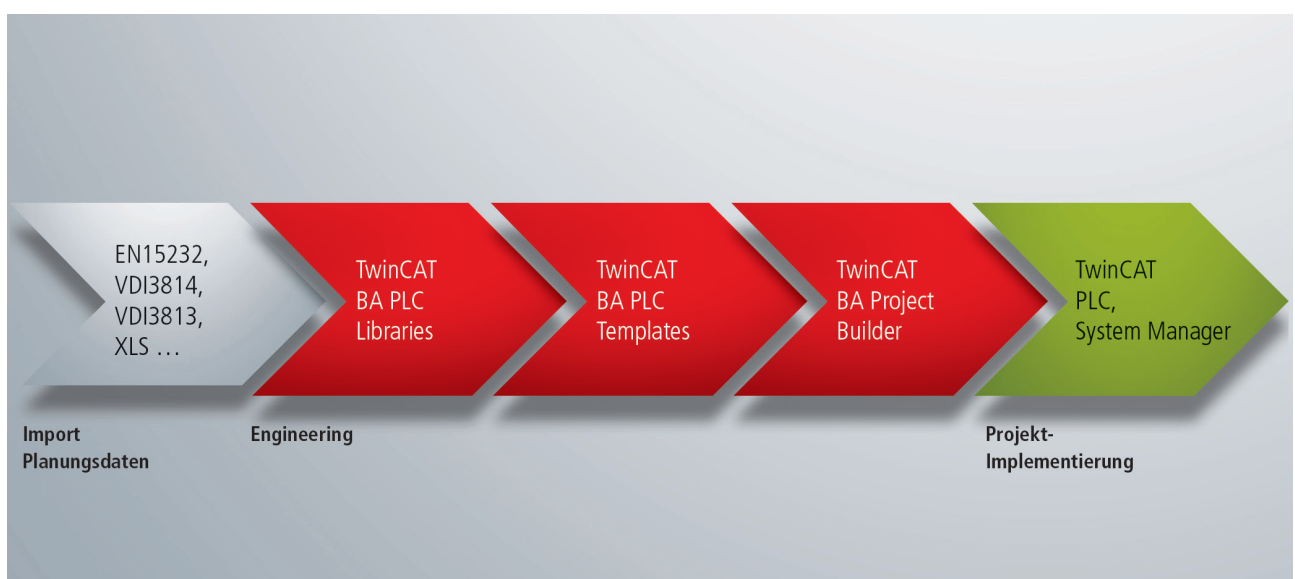 EN15232,
VDI3814,
VDI3813,
XLS …
TwinCAT
BA PLC
Libraries
TwinCAT
BA PLC
Templates
TwinCAT
BA Project
Builder
TwinCAT
PLC,
System Manager
Import
Planungsdaten
Engineering
Projekt-
Implementierung